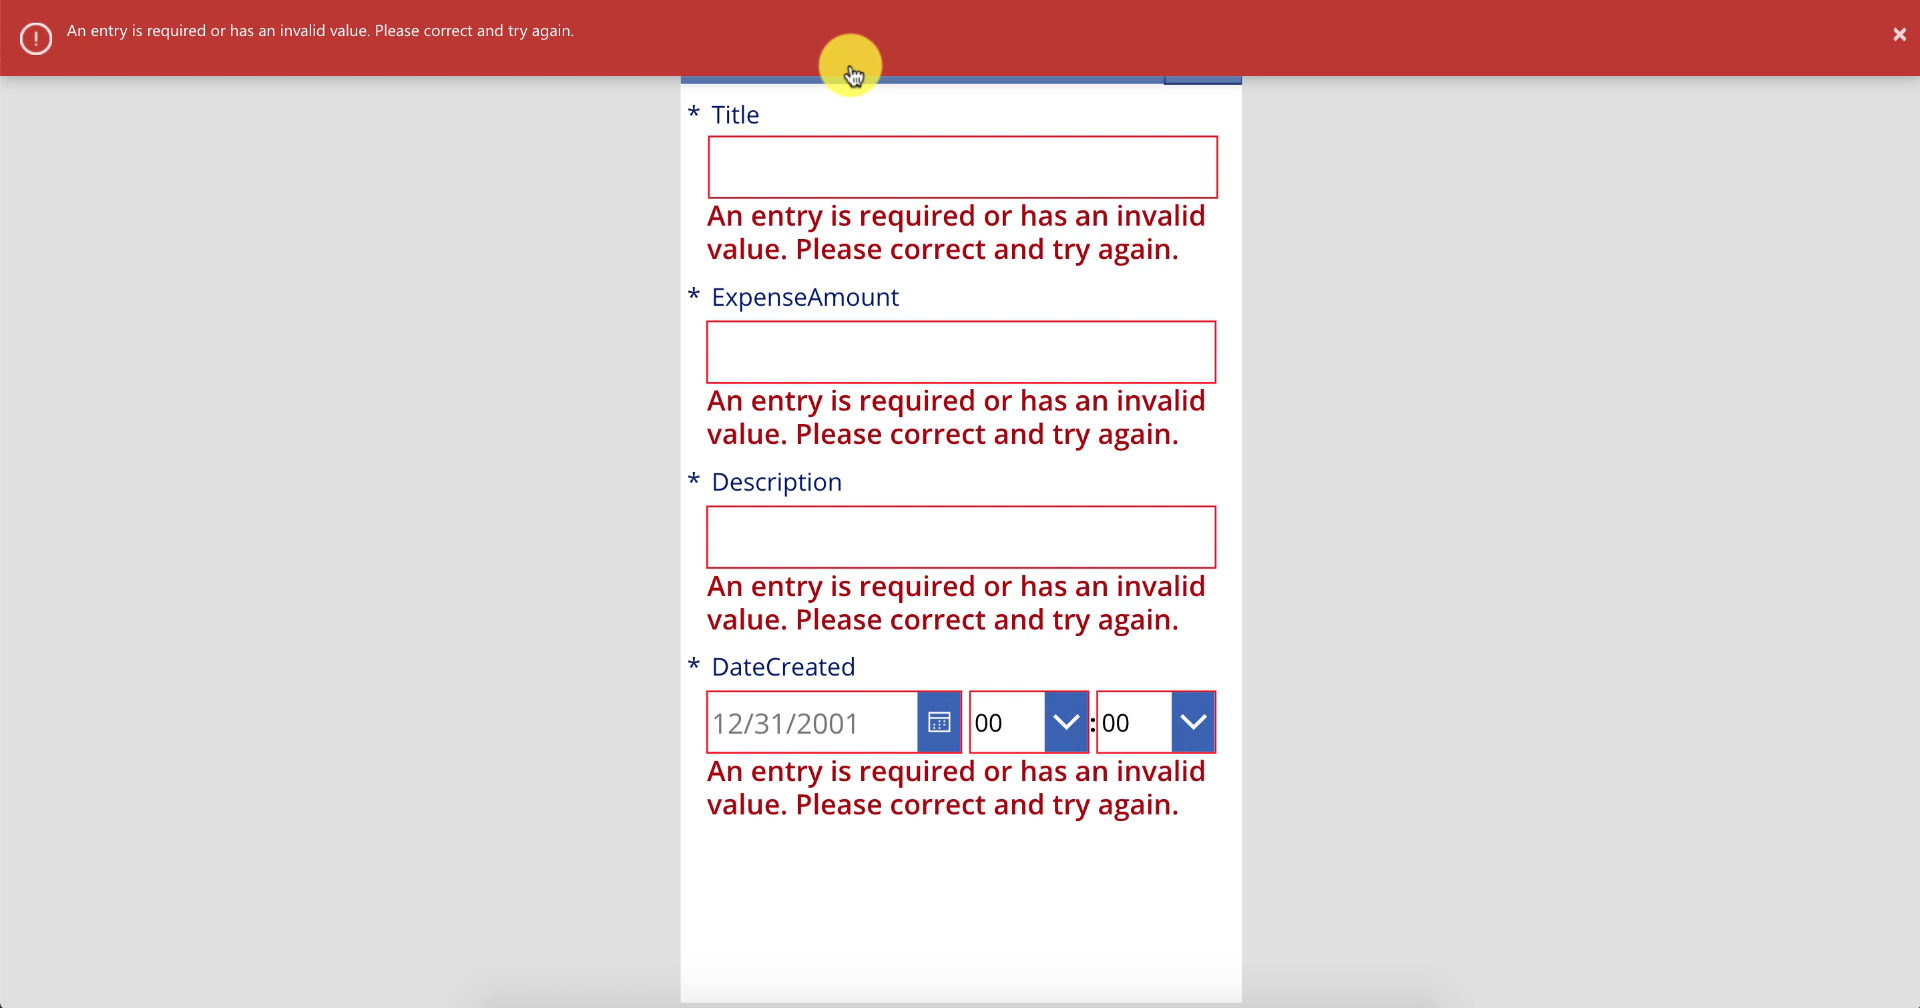 An entry is required or has an invalid value. Please correct and try again.
* Title
An entry is required or has an invalid
value. Please correct and try again.
* ExpenseAmount
An entry is required or has an invalid
value. Please correct and try again.
* Description
An entry is required or has an invalid
value. Please correct and try again.
* DateCreated
12/31/2001 00 : 00
An entry is required or has an invalid
value. Please correct and try again.